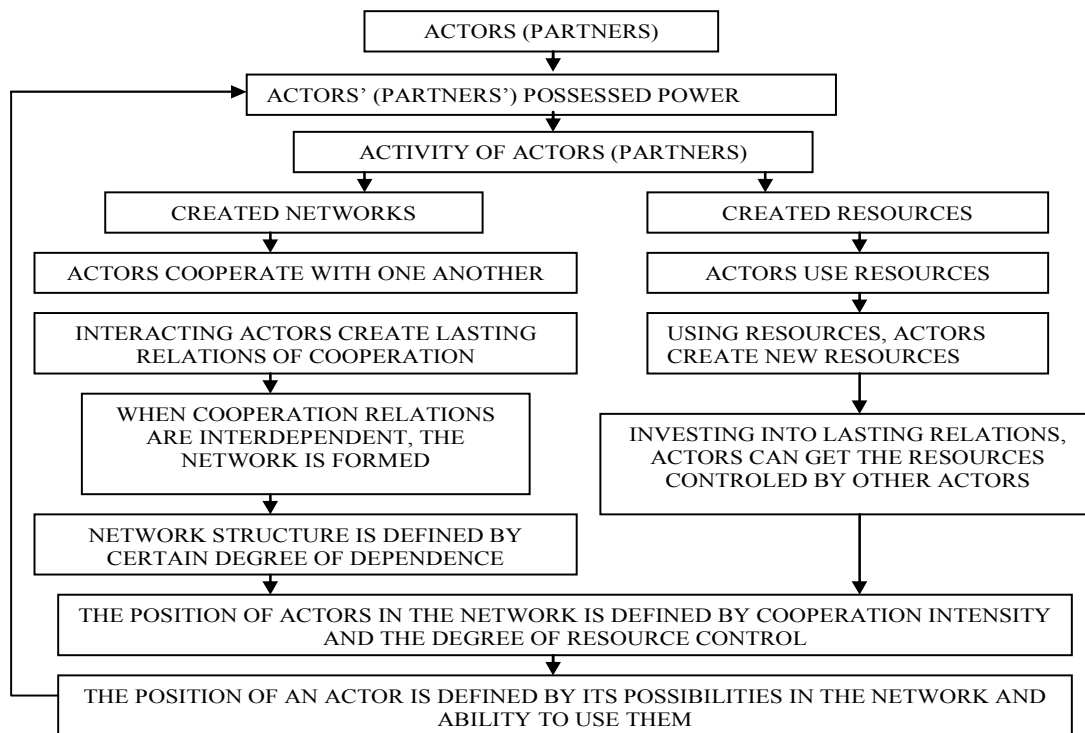 ACTORS (PARTNERS)
ACTORS’ (PARTNERS’) POSSESSED POWER
ACTIVITY OF ACTORS (PARTNERS)
CREATED NETWORKS
ACTORS COOPERATE WITH ONE ANOTHER
INTERACTING ACTORS CREATE LASTING
RELATIONS OF COOPERATION
WHEN COOPERATION RELATIONS
ARE INTERDEPENDENT, THE
NETWORK IS FORMED
NETWORK STRUCTURE IS DEFINED BY
CERTAIN DEGREE OF DEPENDENCE
CREATED RESOURCES
ACTORS USE RESOURCES
USING RESOURCES, ACTORS
CREATE NEW RESOURCES
INVESTING INTO LASTING RELATIONS,
ACTORS CAN GET THE RESOURCES
CONTROLED BY OTHER ACTORS
THE POSITION OF ACTORS IN THE NETWORK IS DEFINED BY COOPERATION INTENSITY
AND THE DEGREE OF RESOURCE CONTROL
THE POSITION OF AN ACTOR IS DEFINED BY ITS POSSIBILITIES IN THE NETWORK AND
ABILITY TO USE THEM